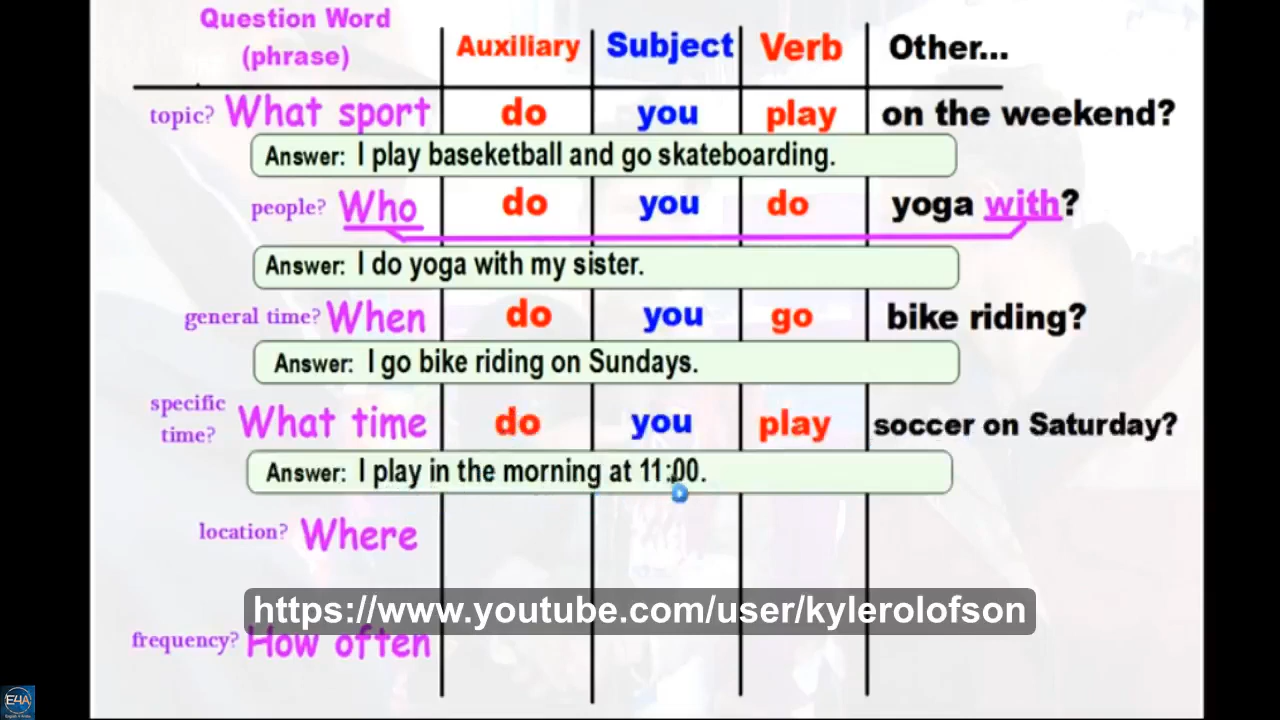 Question Word
(phrase)
Auxiliary Subject Verb Other...
topic? What sport do you play on the weekend?
Answer: I play baseketball and go skateboarding.
people? Who do you do yoga with?
Answer: I do yoga with my sister.
general time? When do you go bike riding?
Answer: I go bike riding on Sundays.
specific
time? What time do you play soccer on Saturday?
Answer: I play in the morning at 11:00.
location? Where
https://www.youtube.com/user/kylerolofson
frequency? How often
E4A